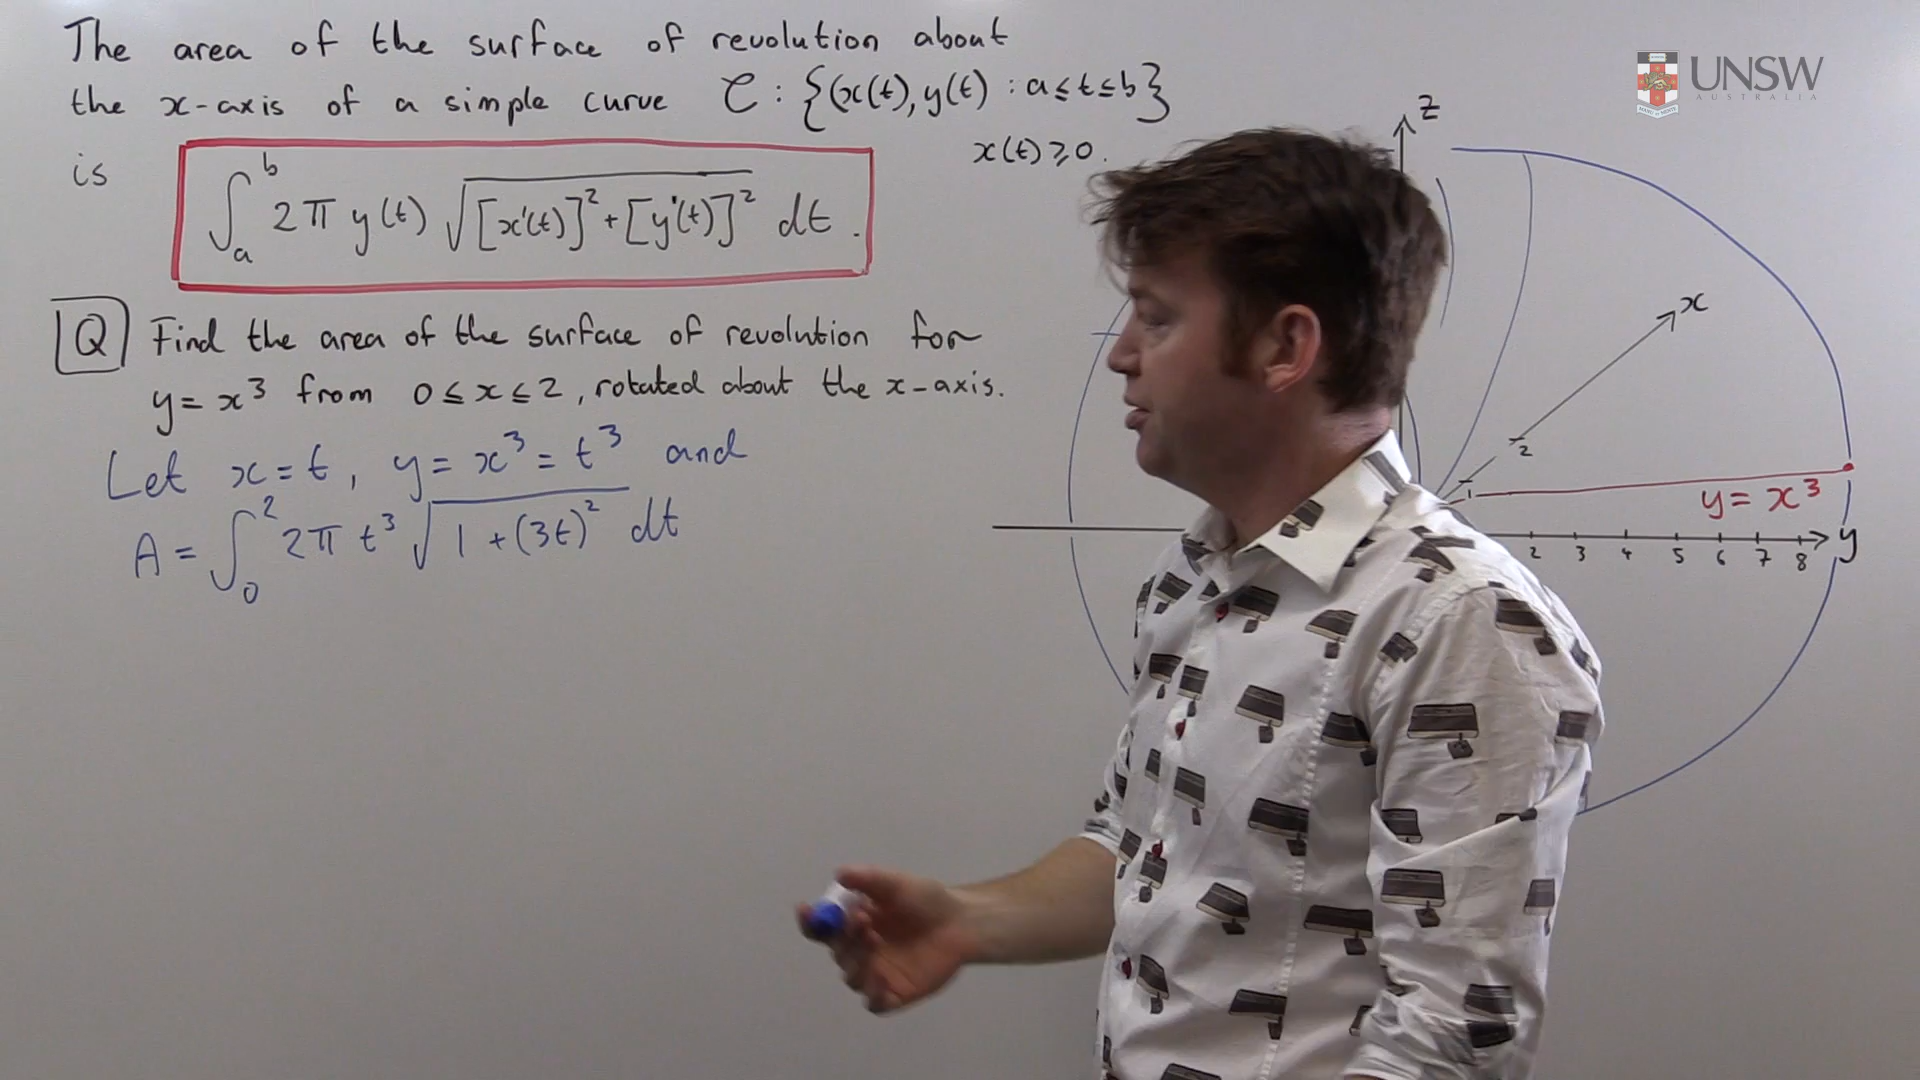 The area of the surface of revolution about
the x-axis of a simple curve C : {(x(t), y(t) : a ≤ t ≤ b}
x(t) ≥ 0.
is ∫_a^b 2π y(t) √([x'(t)]² + [y'(t)]²) dt.
Q Find the area of the surface of revolution for
y = x³ from 0 ≤ x ≤ 2, rotated about the x-axis.
Let x = t, y = x³ = t³ and
A = ∫_0^2 2π t³ √(1 + (3t)²) dt
UNSW
AUSTRALIA
z
x
2
1
y = x³
2 3 4 5 6 7 8 y